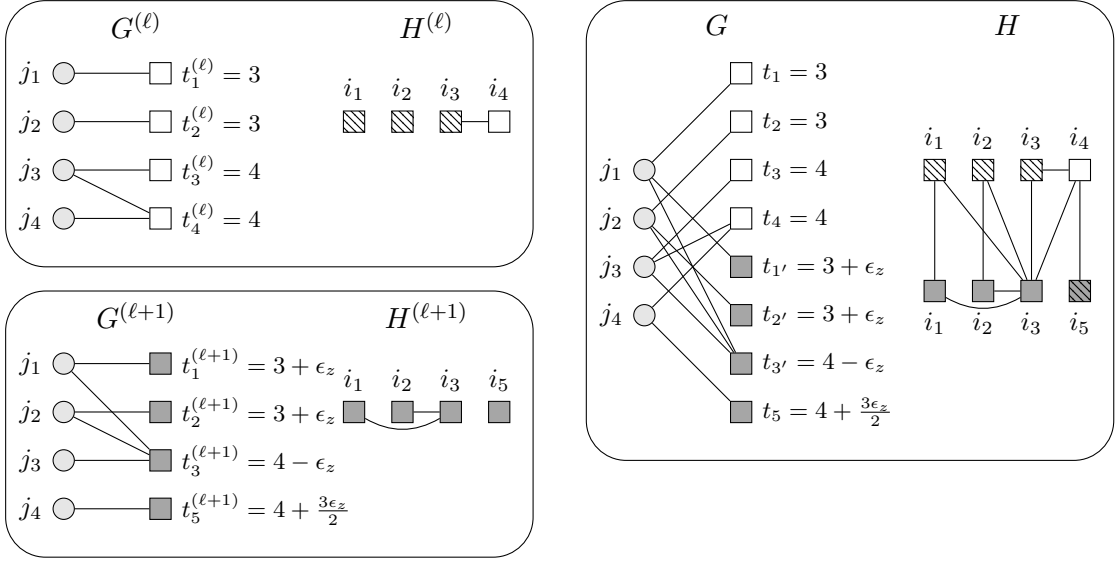 G^{(ℓ)} H^{(ℓ)}
j_1 t_1^{(ℓ)} = 3
j_2 t_2^{(ℓ)} = 3
j_3 t_3^{(ℓ)} = 4
j_4 t_4^{(ℓ)} = 4
i_1 i_2 i_3 i_4
G^{(ℓ+1)} H^{(ℓ+1)}
j_1 t_1^{(ℓ+1)} = 3 + ϵ_z
j_2 t_2^{(ℓ+1)} = 3 + ϵ_z
j_3 t_3^{(ℓ+1)} = 4 − ϵ_z
j_4 t_5^{(ℓ+1)} = 4 + \frac{3ϵ_z}{2}
i_1 i_2 i_3 i_5
G H
t_1 = 3
t_2 = 3
j_1 t_3 = 4
j_2 t_4 = 4
j_3 t_{1'} = 3 + ϵ_z
j_4 t_{2'} = 3 + ϵ_z
t_{3'} = 4 − ϵ_z
t_5 = 4 + \frac{3ϵ_z}{2}
i_1 i_2 i_3 i_4
i_1 i_2 i_3 i_5